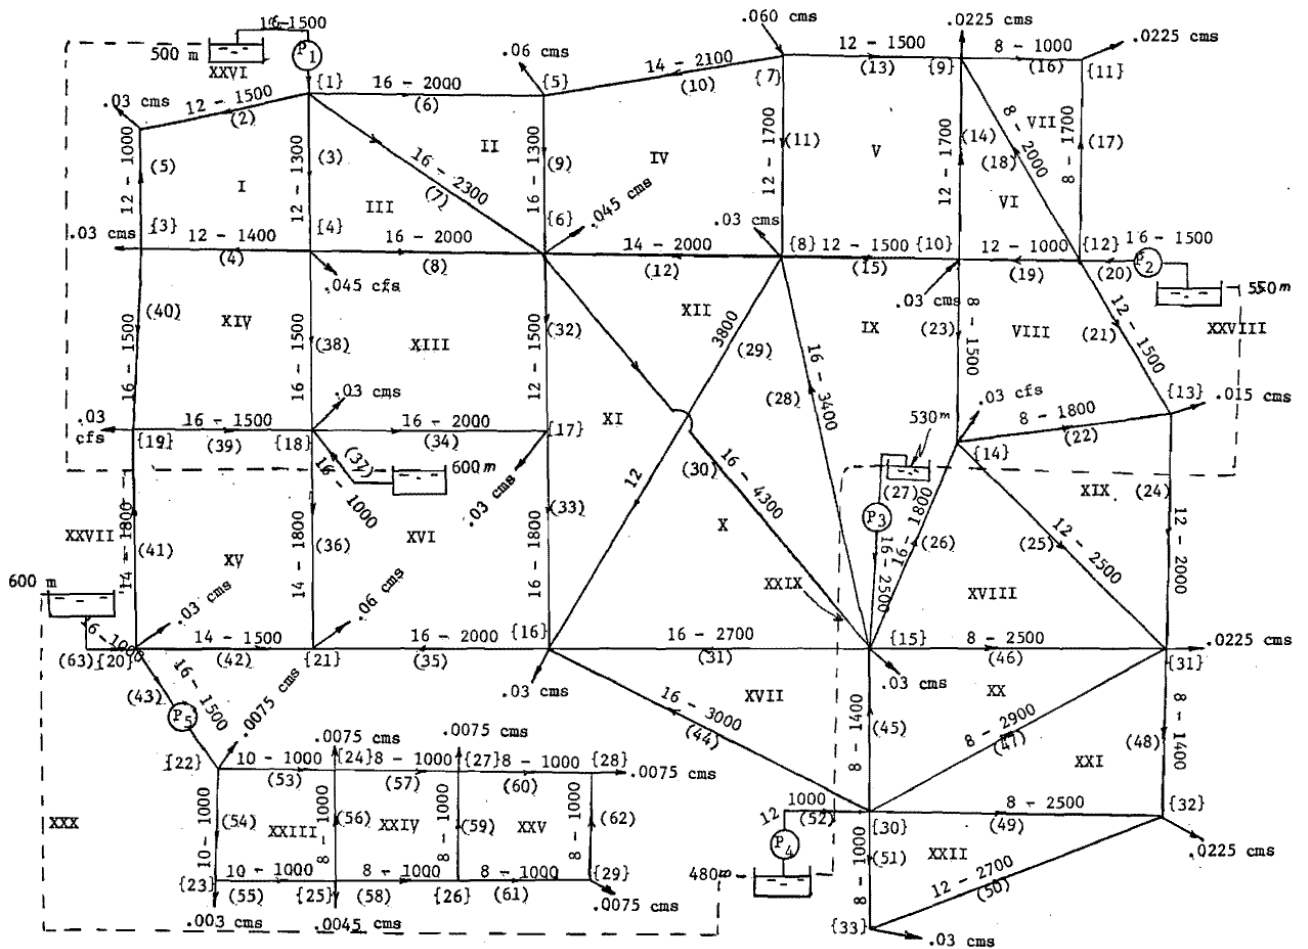 16-1500
.060 cms
.0225 cms
12 - 1500
8 - 1000
.0225 cms
500 m
P1
XXVI
.06 cms
14 - 2100
(13)
{9}
(16)
{11}
{1}
16 - 2000
{5}
(10)
{7}
.03 cms
12 - 1500
(2)
(6)
VII
12 - 1000
(5)
I
12 - 1300
(3)
16 - 2300
(7)
II
16 - 1300
(9)
IV
12 - 1700
(11)
V
12 - 1700
(14)
(18)
8 - 2000
8 - 1700
(17)
VI
III
{3}
{4}
{6}
.045 cms
.03 cms
.03 cms
12 - 1400
16 - 2000
14 - 2000
{8}
12 - 1500
{10}
12 - 1000
{12}
16 - 1500
(4)
(8)
(12)
(15)
(19)
(20)
P2
.045 cfs
.03 cms
550 m
XXVIII
(40)
XIV
XII
IX
(23)
VIII
(21)
12 - 1500
16 - 1500
16 - 1500
(38)
XIII
12 - 1500
(32)
3800
(29)
16 - 3400
(28)
8 - 1500
.03 cms
.03 cfs
{13}
.015 cms
.03
cfs
16 - 1500
16 - 2000
XI
530 m
8 - 1800
{19}
(39)
{18}
(34)
{17}
(22)
{14}
(37)
600 m
16 - 1000
12
(30)
16 - 4300
(27)
XIX
(24)
.03 cms
P3
16 - 1800
(26)
XXVII
14 - 1800
(41)
XV
14 - 1800
(36)
XVI
16 - 1800
(33)
X
16 - 2500
(25)
12 - 2500
12 - 2000
600 m
.03 cms
.06 cms
XXIX
XVIII
16-1000
14 - 1500
16 - 2000
{16}
16 - 2700
{15}
8 - 2500
.0225 cms
(63)
{20}
(42)
{21}
(35)
(31)
(46)
{31}
(43)
16 - 1500
.0075 cms
.03 cms
XVII
.03 cms
XX
P5
16 - 3000
(44)
8 - 1400
(45)
8 - 2900
(47)
8 - 1400
(48)
XXI
.0075 cms
.0075 cms
{22}
10 - 1000
{24}
8 - 1000
{27}
8 - 1000
{28}
.0075 cms
(53)
(57)
(60)
12
1000
(52)
8 - 2500
{32}
XXX
10 - 1000
(54)
XXIII
8 - 1000
(56)
XXIV
8 - 1000
(59)
XXV
8 - 1000
(62)
P4
{30}
(49)
(51)
XXII
.0225 cms
10 - 1000
8 - 1000
8 - 1000
{29}
480 m
8 - 1000
12 - 2700
(50)
{23}
(55)
{25}
(58)
{26}
(61)
.0075 cms
.003 cms
.0045 cms
{33}
.03 cms